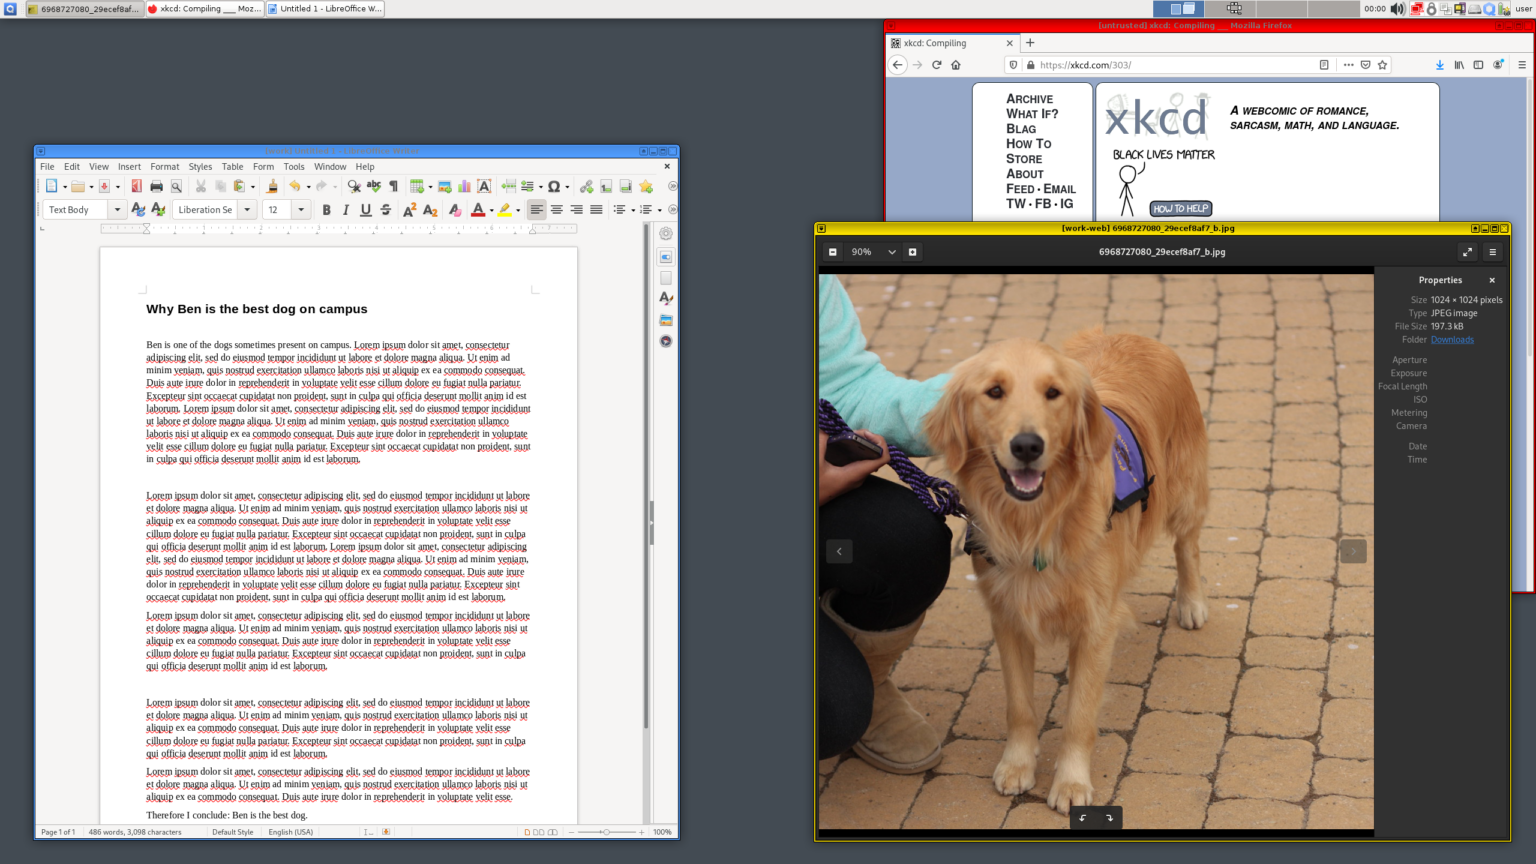 6968727080_29ecef8af...
xkcd: Compiling ___ Moz...
Untitled 1 - LibreOffice W...
00:00
user
[untrusted] xkcd: Compiling ___ Mozilla Firefox
xkcd: Compiling
https://xkcd.com/303/
ARCHIVE
WHAT IF?
BLAG
HOW TO
STORE
ABOUT
FEED • EMAIL
TW • FB • IG
xkcd
A WEBCOMIC OF ROMANCE,
SARCASM, MATH, AND LANGUAGE.
BLACK LIVES MATTER
HOW TO HELP
File Edit View Insert Format Styles Table Form Tools Window Help
Text Body
Liberation Se
12
Why Ben is the best dog on campus
Ben is one of the dogs sometimes present on campus. Lorem ipsum dolor sit amet, consectetur
adipiscing elit, sed do eiusmod tempor incididunt ut labore et dolore magna aliqua. Ut enim ad
minim veniam, quis nostrud exercitation ullamco laboris nisi ut aliquip ex ea commodo consequat.
Duis aute irure dolor in reprehenderit in voluptate velit esse cillum dolore eu fugiat nulla pariatur.
Excepteur sint occaecat cupidatat non proident, sunt in culpa qui officia deserunt mollit anim id est
laborum. Lorem ipsum dolor sit amet, consectetur adipiscing elit, sed do eiusmod tempor incididunt
ut labore et dolore magna aliqua. Ut enim ad minim veniam, quis nostrud exercitation ullamco
laboris nisi ut aliquip ex ea commodo consequat. Duis aute irure dolor in reprehenderit in voluptate
velit esse cillum dolore eu fugiat nulla pariatur. Excepteur sint occaecat cupidatat non proident, sunt
in culpa qui officia deserunt mollit anim id est laborum.
Lorem ipsum dolor sit amet, consectetur adipiscing elit, sed do eiusmod tempor incididunt ut labore
et dolore magna aliqua. Ut enim ad minim veniam, quis nostrud exercitation ullamco laboris nisi ut
aliquip ex ea commodo consequat. Duis aute irure dolor in reprehenderit in voluptate velit esse
cillum dolore eu fugiat nulla pariatur. Excepteur sint occaecat cupidatat non proident, sunt in culpa
qui officia deserunt mollit anim id est laborum. Lorem ipsum dolor sit amet, consectetur adipiscing
elit, sed do eiusmod tempor incididunt ut labore et dolore magna aliqua. Ut enim ad minim veniam,
quis nostrud exercitation ullamco laboris nisi ut aliquip ex ea commodo consequat. Duis aute irure
dolor in reprehenderit in voluptate velit esse cillum dolore eu fugiat nulla pariatur. Excepteur sint
occaecat cupidatat non proident, sunt in culpa qui officia deserunt mollit anim id est laborum.
Lorem ipsum dolor sit amet, consectetur adipiscing elit, sed do eiusmod tempor incididunt ut labore
et dolore magna aliqua. Ut enim ad minim veniam, quis nostrud exercitation ullamco laboris nisi ut
aliquip ex ea commodo consequat. Duis aute irure dolor in reprehenderit in voluptate velit esse
cillum dolore eu fugiat nulla pariatur. Excepteur sint occaecat cupidatat non proident, sunt in culpa
qui officia deserunt mollit anim id est laborum.
Lorem ipsum dolor sit amet, consectetur adipiscing elit, sed do eiusmod tempor incididunt ut labore
et dolore magna aliqua. Ut enim ad minim veniam, quis nostrud exercitation ullamco laboris nisi ut
aliquip ex ea commodo consequat. Duis aute irure dolor in reprehenderit in voluptate velit esse
cillum dolore eu fugiat nulla pariatur. Excepteur sint occaecat cupidatat non proident, sunt in culpa
qui officia deserunt mollit anim id est laborum.
Lorem ipsum dolor sit amet, consectetur adipiscing elit, sed do eiusmod tempor incididunt ut labore
et dolore magna aliqua. Ut enim ad minim veniam, quis nostrud exercitation ullamco laboris nisi ut
aliquip ex ea commodo consequat. Duis aute irure dolor in reprehenderit in voluptate velit esse.
Therefore I conclude: Ben is the best dog.
Page 1 of 1
486 words, 3,098 characters
Default Style
English (USA)
100%
[work-web] 6968727080_29ecef8af7_b.jpg
90%
6968727080_29ecef8af7_b.jpg
Properties
Size 1024 × 1024 pixels
Type JPEG image
File Size 197.3 kB
Folder Downloads
Aperture
Exposure
Focal Length
ISO
Metering
Camera
Date
Time